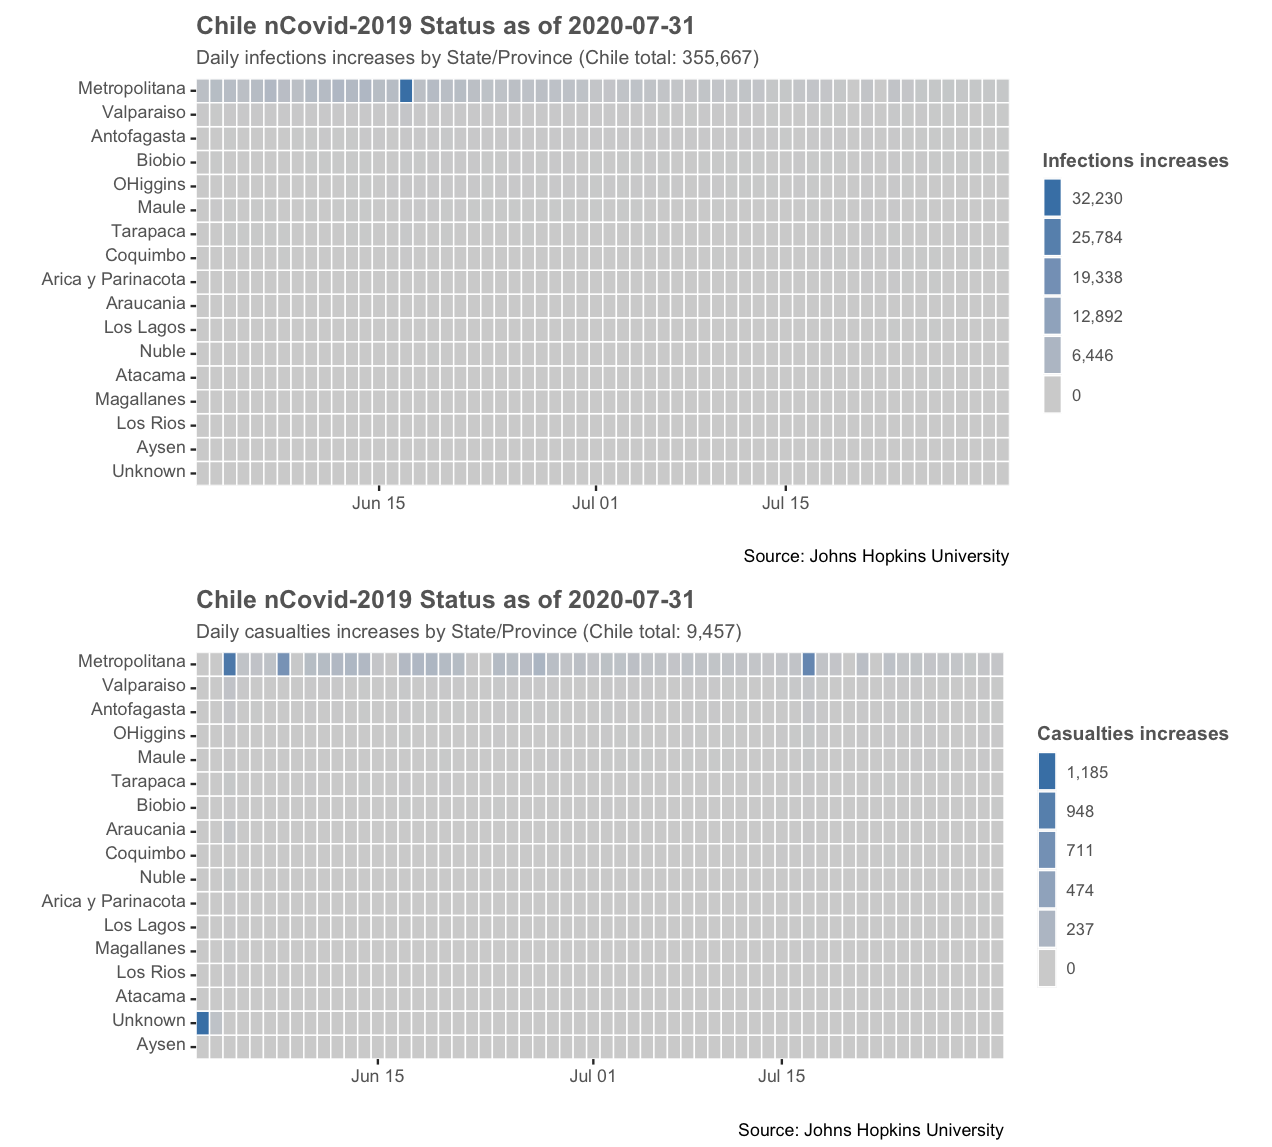 Chile nCovid-2019 Status as of 2020-07-31
Daily infections increases by State/Province (Chile total: 355,667)
Metropolitana
Valparaiso
Antofagasta
Biobio
OHiggins
Maule
Tarapaca
Coquimbo
Arica y Parinacota
Araucania
Los Lagos
Nuble
Atacama
Magallanes
Los Rios
Aysen
Unknown
Jun 15 Jul 01 Jul 15
Infections increases
32,230
25,784
19,338
12,892
6,446
0
Source: Johns Hopkins University
Chile nCovid-2019 Status as of 2020-07-31
Daily casualties increases by State/Province (Chile total: 9,457)
Metropolitana
Valparaiso
Antofagasta
OHiggins
Maule
Tarapaca
Biobio
Araucania
Coquimbo
Nuble
Arica y Parinacota
Los Lagos
Magallanes
Los Rios
Atacama
Unknown
Aysen
Jun 15 Jul 01 Jul 15
Casualties increases
1,185
948
711
474
237
0
Source: Johns Hopkins University